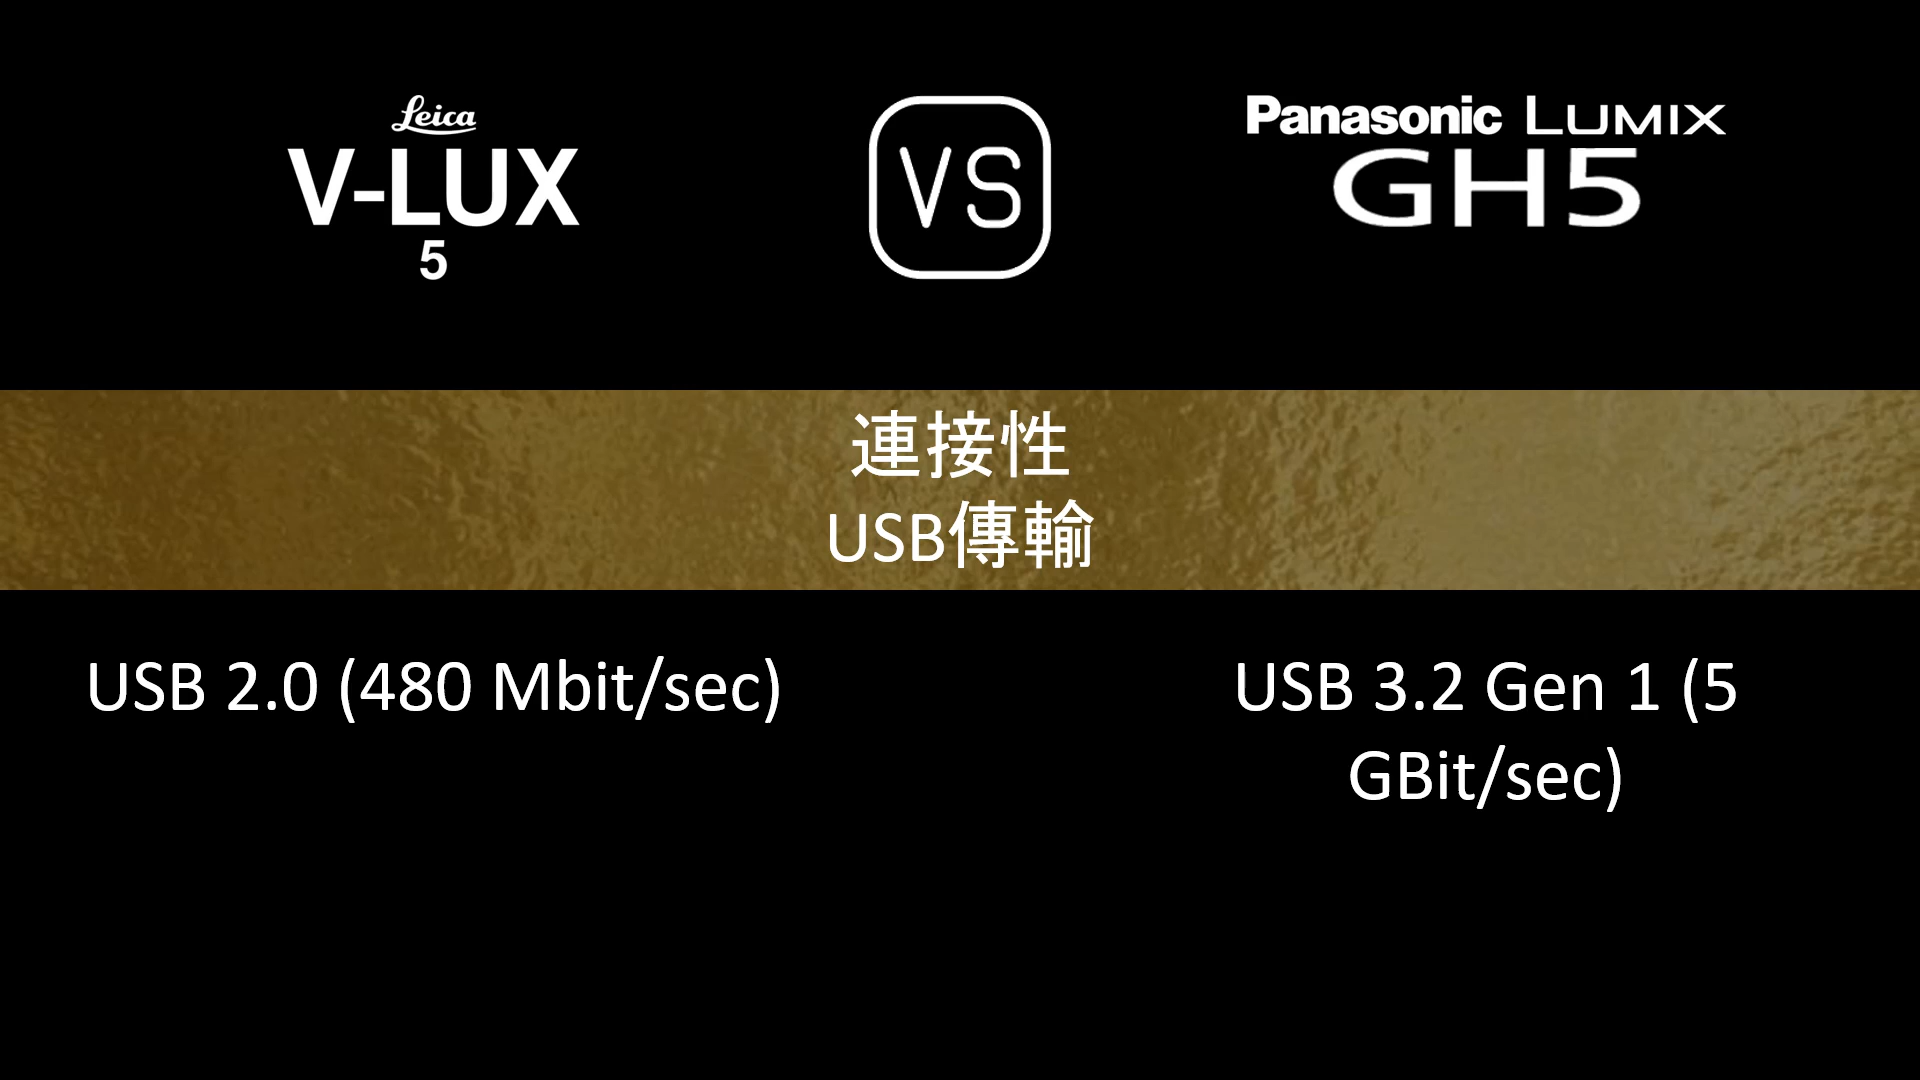 Leica
V-LUX
5
VS
Panasonic LUMIX
GH5
連接性
USB傳輸
USB 2.0 (480 Mbit/sec)
USB 3.2 Gen 1 (5
GBit/sec)